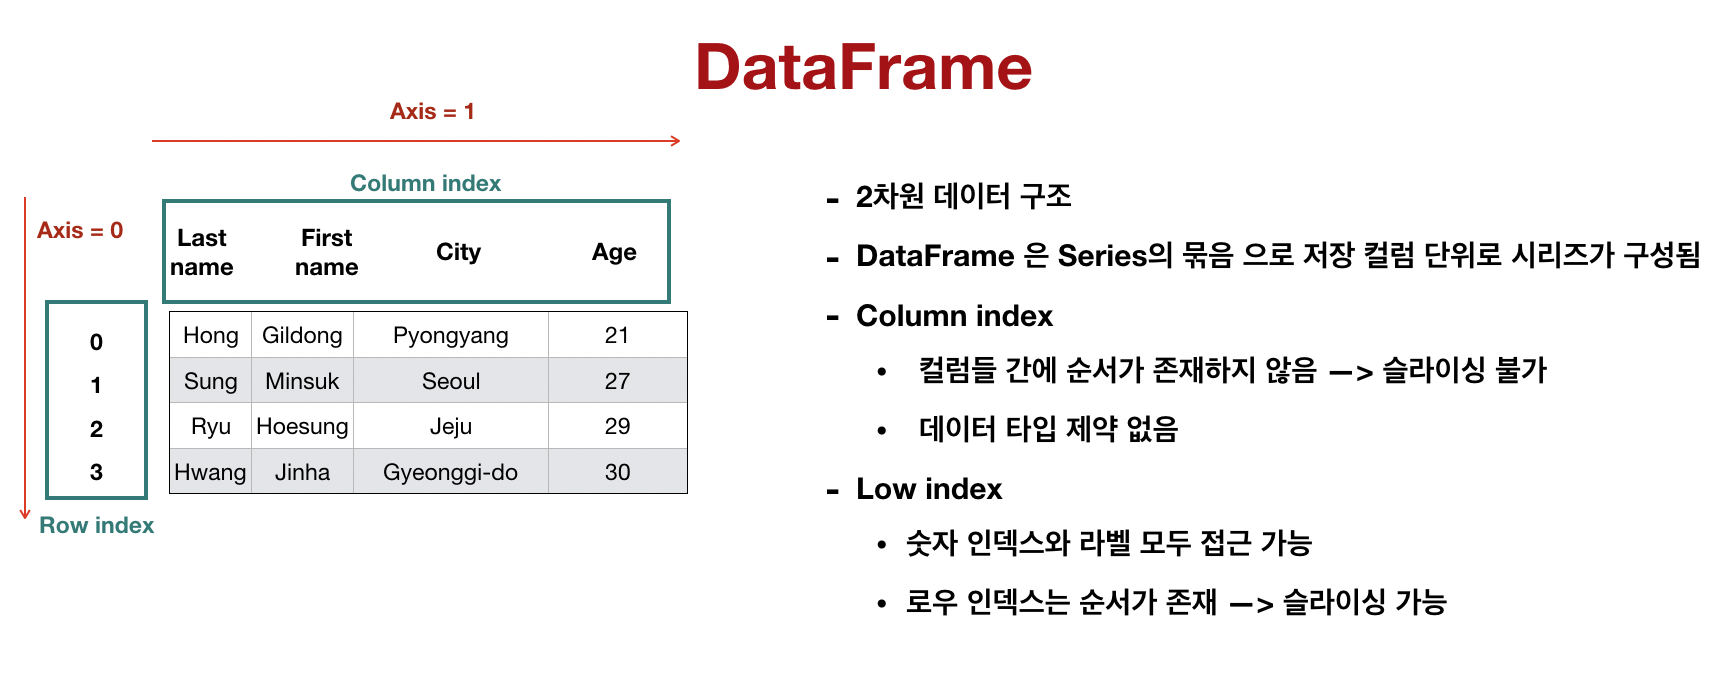 DataFrame
Axis = 1
Column index
Axis = 0
Last name First name City Age
0 Hong Gildong Pyongyang 21
1 Sung Minsuk Seoul 27
2 Ryu Hoesung Jeju 29
3 Hwang Jinha Gyeonggi-do 30
Row index
- 2차원 데이터 구조
- DataFrame 은 Series의 묶음 으로 저장 컬럼 단위로 시리즈가 구성됨
- Column index
• 컬럼들 간에 순서가 존재하지 않음 —> 슬라이싱 불가
• 데이터 타입 제약 없음
- Low index
• 숫자 인덱스와 라벨 모두 접근 가능
• 로우 인덱스는 순서가 존재 —> 슬라이싱 가능